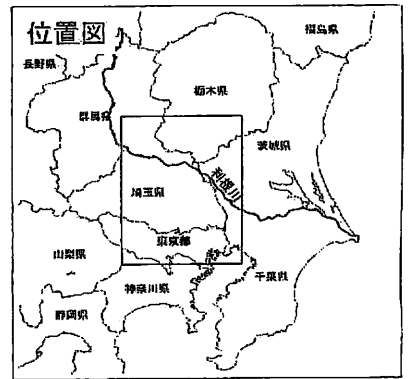 位置図
福島県
長野県
栃木県
群馬県
茨城県
利根川
埼玉県
東京都
山梨県
千葉県
神奈川県
静岡県